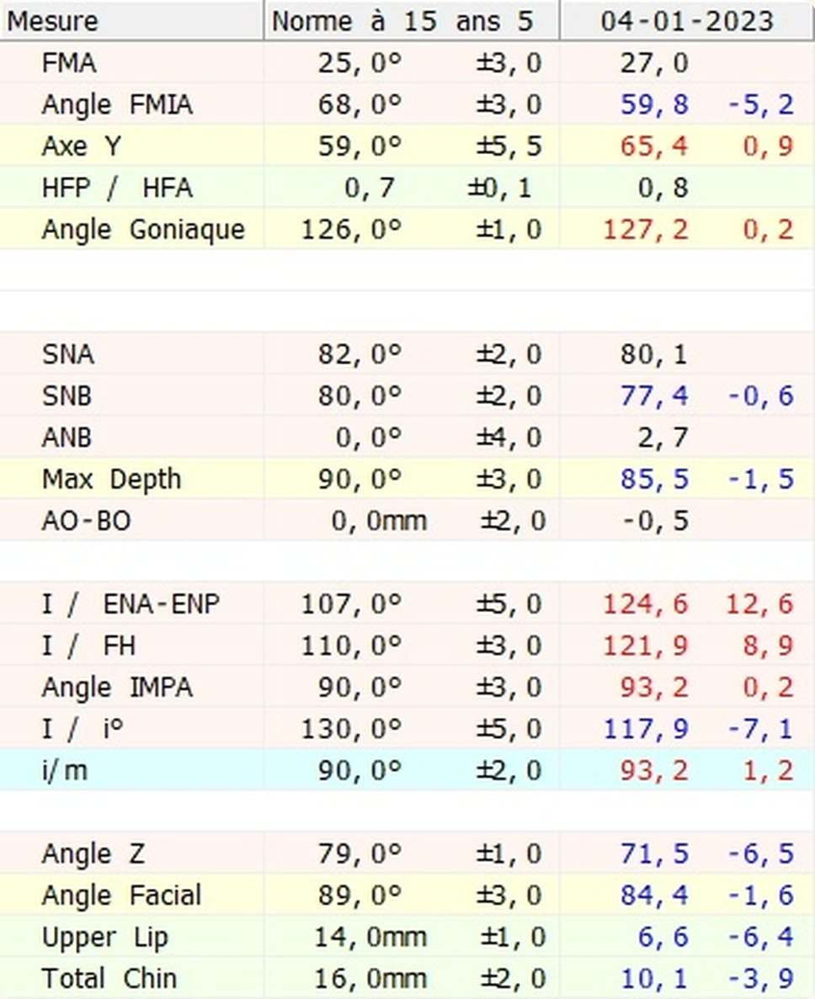 Mesure Norme à 15 ans 5 04-01-2023
FMA 25,0° ±3,0 27,0
Angle FMIA 68,0° ±3,0 59,8 -5,2
Axe Y 59,0° ±5,5 65,4 0,9
HFP / HFA 0,7 ±0,1 0,8
Angle Goniaque 126,0° ±1,0 127,2 0,2
SNA 82,0° ±2,0 80,1
SNB 80,0° ±2,0 77,4 -0,6
ANB 0,0° ±4,0 2,7
Max Depth 90,0° ±3,0 85,5 -1,5
AO-BO 0,0mm ±2,0 -0,5
I / ENA-ENP 107,0° ±5,0 124,6 12,6
I / FH 110,0° ±3,0 121,9 8,9
Angle IMPA 90,0° ±3,0 93,2 0,2
I / i° 130,0° ±5,0 117,9 -7,1
i/m 90,0° ±2,0 93,2 1,2
Angle Z 79,0° ±1,0 71,5 -6,5
Angle Facial 89,0° ±3,0 84,4 -1,6
Upper Lip 14,0mm ±1,0 6,6 -6,4
Total Chin 16,0mm ±2,0 10,1 -3,9